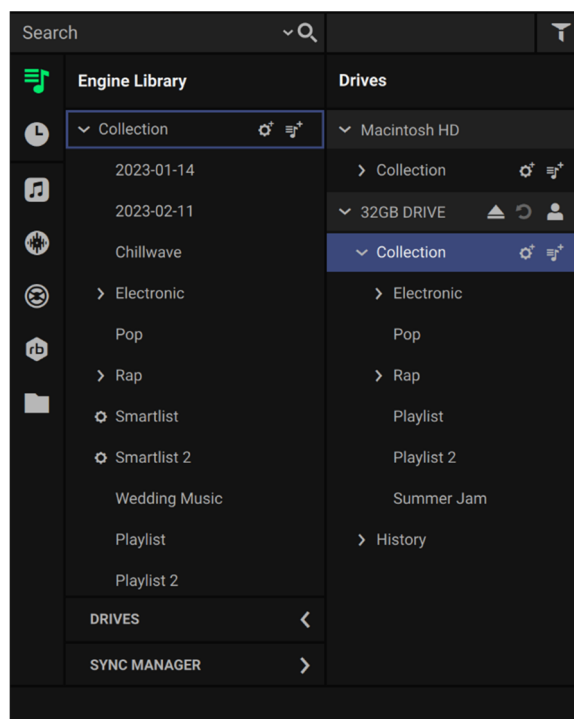 Search
Engine Library
Collection
2023-01-14
2023-02-11
Chillwave
Electronic
Pop
Rap
Smartlist
Smartlist 2
Wedding Music
Playlist
Playlist 2
DRIVES
SYNC MANAGER
Drives
Macintosh HD
Collection
32GB DRIVE
Collection
Electronic
Pop
Rap
Playlist
Playlist 2
Summer Jam
History
rb